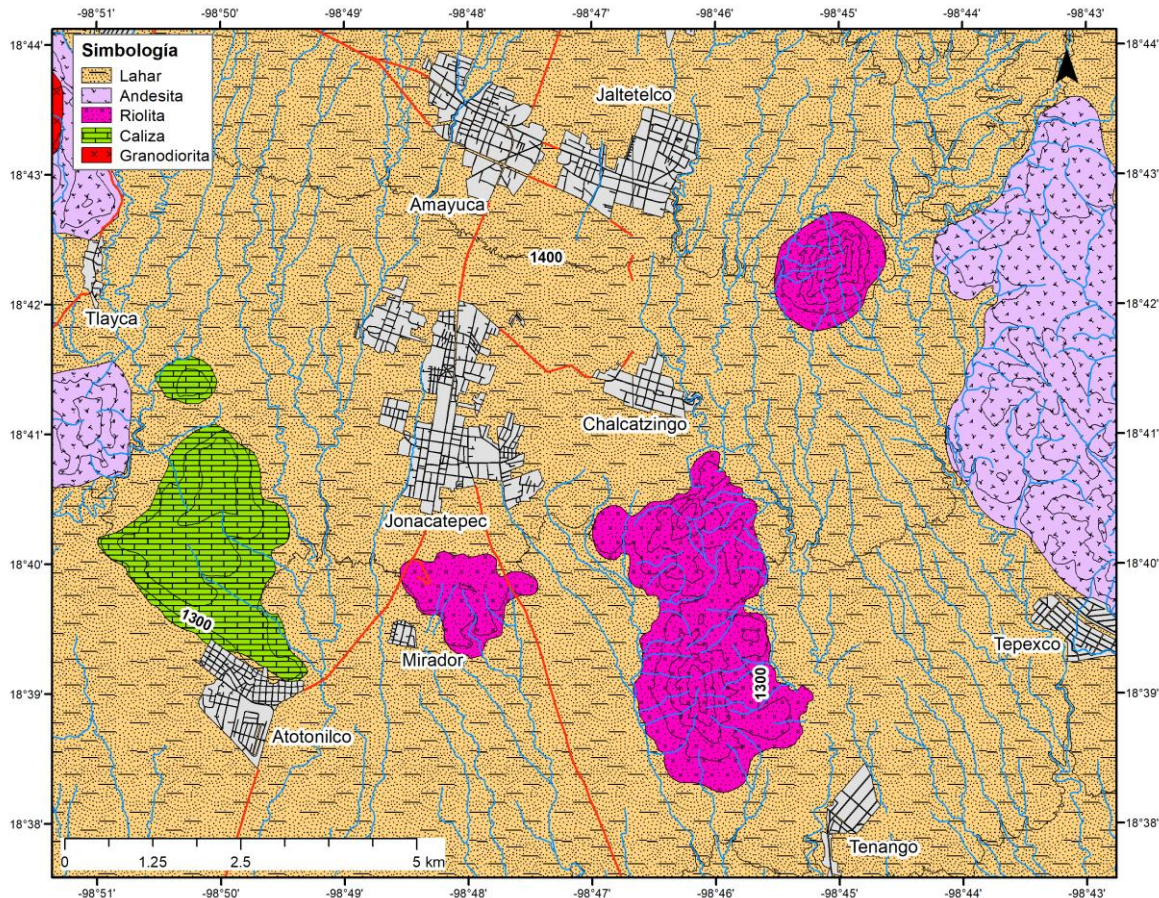 -98°51' -98°50' -98°49' -98°48' -98°47' -98°46' -98°45' -98°44' -98°43'
18°44' 18°44'
Simbología
Lahar
Andesita
Riolita
Caliza
Granodiorita
Jaltetelco
18°43' 18°43'
Amayuca
1400
18°42' 18°42'
Tlayca
Chalcatzingo
18°41' 18°41'
Jonacatepec
18°40' 18°40'
1300
Tepexco
Mirador
1300
18°39' 18°39'
Atotonilco
18°38' 18°38'
Tenango
0 1.25 2.5 5 km
-98°51' -98°50' -98°49' -98°48' -98°47' -98°46' -98°45' -98°44' -98°43'